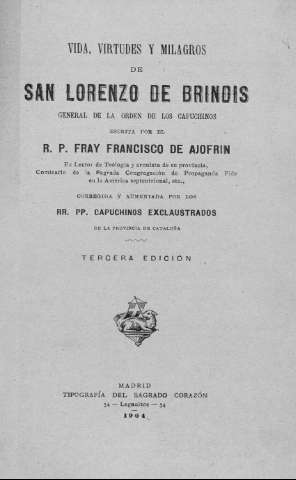 VIDA, VIRTUDES Y MILAGROS
DE
SAN LORENZO DE BRINDIS
GENERAL DE LA ORDEN DE LOS CAPUCHINOS
ESCRITA POR EL
R. P. FRAY FRANCISCO DE AJOFRIN
Ex Lector de Teología y cronista de su provincia,
Comisario de la Sagrada Congregación de Propaganda Fide
en la América septentrional, etc.,
CORREGIDA Y AUMENTADA POR LOS
RR. PP. CAPUCHINOS EXCLAUSTRADOS
DE LA PROVINCIA DE CATALUÑA
TERCERA EDICIÓN
MADRID
TIPOGRAFÍA DEL SAGRADO CORAZÓN
54 — Leganitos — 54
1904